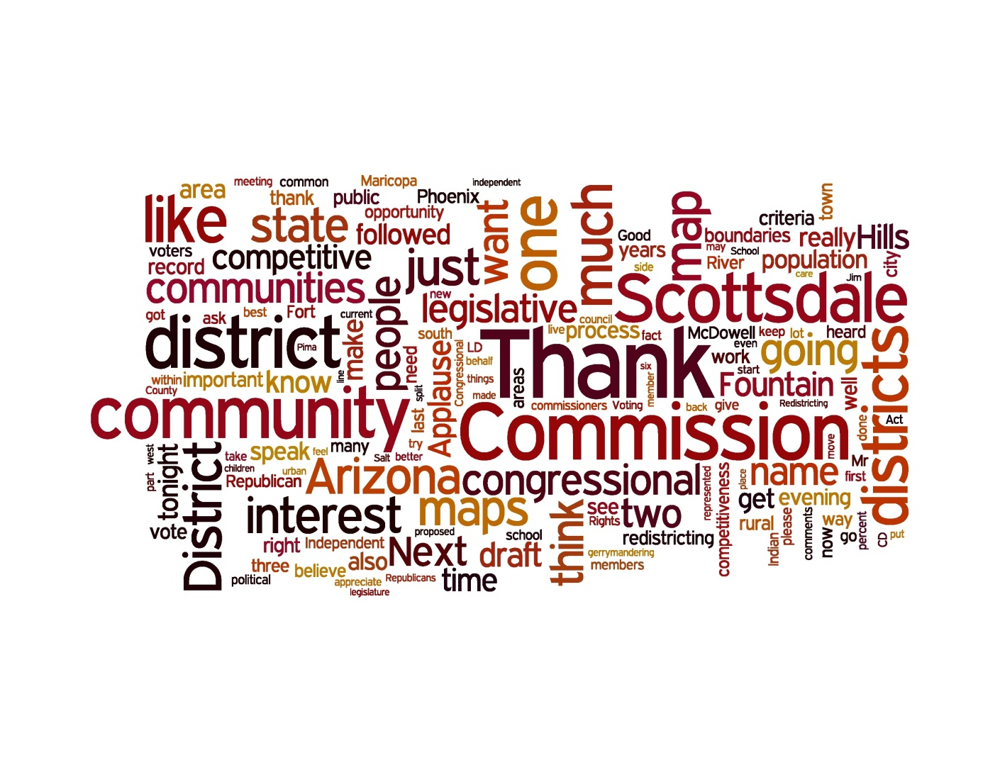 area
meeting
common
Maricopa
independent
thank
public
Phoenix
opportunity
like
state
followed
want
one
much
map
criteria
town
Good
boundaries
really
Hills
voters
competitive
just
years
may
School
River
population
city
record
communities
people
side
care
Jim
Scottsdale
new
legislative
council
got
ask
best
Fort
current
district
Pima
make
south
live
process
fact
McDowell
keep
lot
heard
even
going
districts
need
Applause
Congressional
LD
behalf
things
made
Thank
areas
six
member
work
start
Fountain
well
within
County
important
know
line
split
community
last
commissioners
Voting
back
give
Redistricting
done
Act
Commission
move
west
part
tonight
District
take
speak
feel
many
Salt
better
try
children
urban
Republican
Arizona
congressional
represented
competitiveness
place
name
Mr
first
get
evening
interest
maps
think
see
Rights
two
rural
Indian
please
comments
now
way
go
percent
CD
put
vote
proposed
school
redistricting
right
Independent
Next
draft
gerrymandering
members
three
believe
also
political
appreciate
Republicans
time
legislature